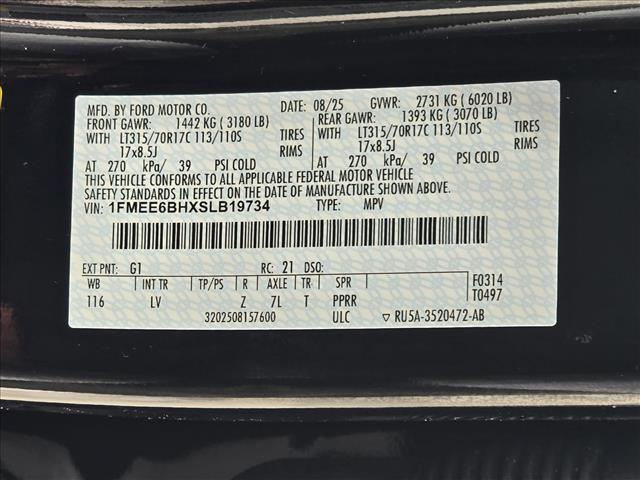 MFD. BY FORD MOTOR CO. DATE: 08/25 GVWR: 2731 KG ( 6020 LB)
FRONT GAWR: 1442 KG ( 3180 LB) REAR GAWR: 1393 KG ( 3070 LB)
WITH LT315/70R17C 113/110S TIRES WITH LT315/70R17C 113/110S TIRES
17x8.5J RIMS 17x8.5J RIMS
AT 270 kPa/ 39 PSI COLD AT 270 kPa/ 39 PSI COLD
THIS VEHICLE CONFORMS TO ALL APPLICABLE FEDERAL MOTOR VEHICLE
SAFETY STANDARDS IN EFFECT ON THE DATE OF MANUFACTURE SHOWN ABOVE.
VIN: 1FMEE6BHXSLB19734 TYPE: MPV
EXT PNT: G1 RC: 21 DSO: F0314
WB INT TR TP/PS R AXLE TR SPR T0497
116 LV Z 7L T PPRR
3202508157600 ULC ▽ RU5A-3520472-AB